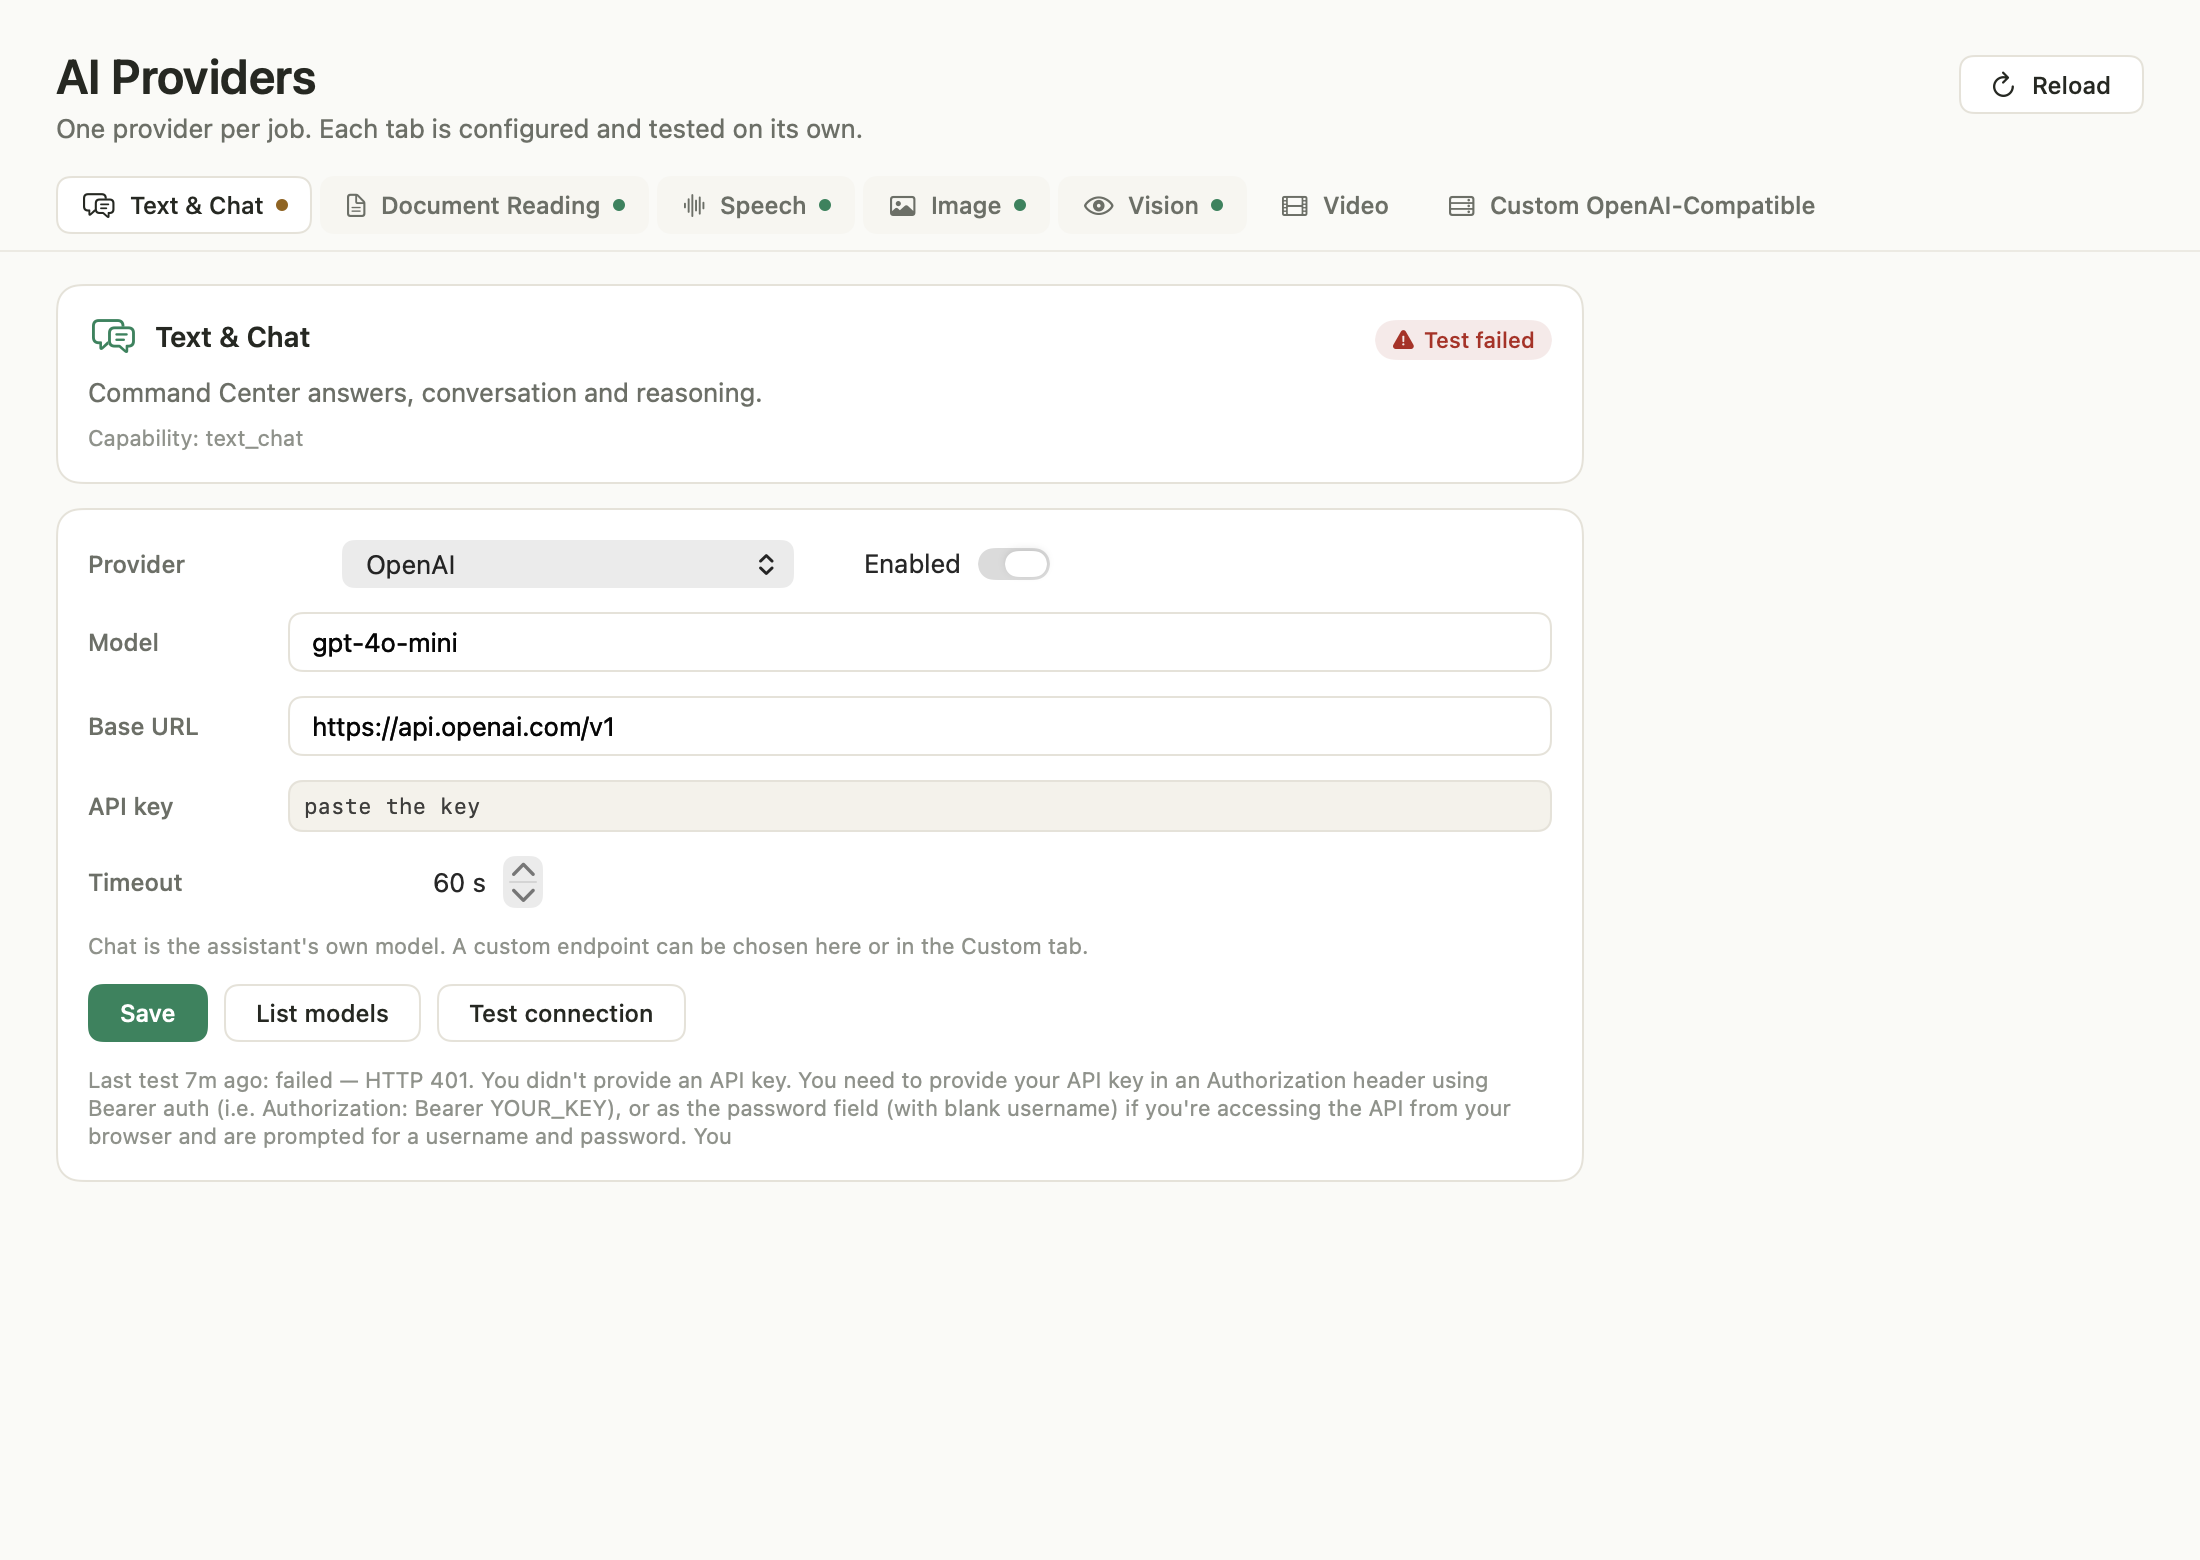 AI Providers
Reload
One provider per job. Each tab is configured and tested on its own.
Text & Chat
Document Reading
Speech
Image
Vision
Video
Custom OpenAI-Compatible
Text & Chat
Test failed
Command Center answers, conversation and reasoning.
Capability: text_chat
Provider
OpenAI
Enabled
Model
gpt-4o-mini
Base URL
https://api.openai.com/v1
API key
paste the key
Timeout
60 s
Chat is the assistant's own model. A custom endpoint can be chosen here or in the Custom tab.
Save
List models
Test connection
Last test 7m ago: failed — HTTP 401. You didn't provide an API key. You need to provide your API key in an Authorization header using
Bearer auth (i.e. Authorization: Bearer YOUR_KEY), or as the password field (with blank username) if you're accessing the API from your
browser and are prompted for a username and password. You